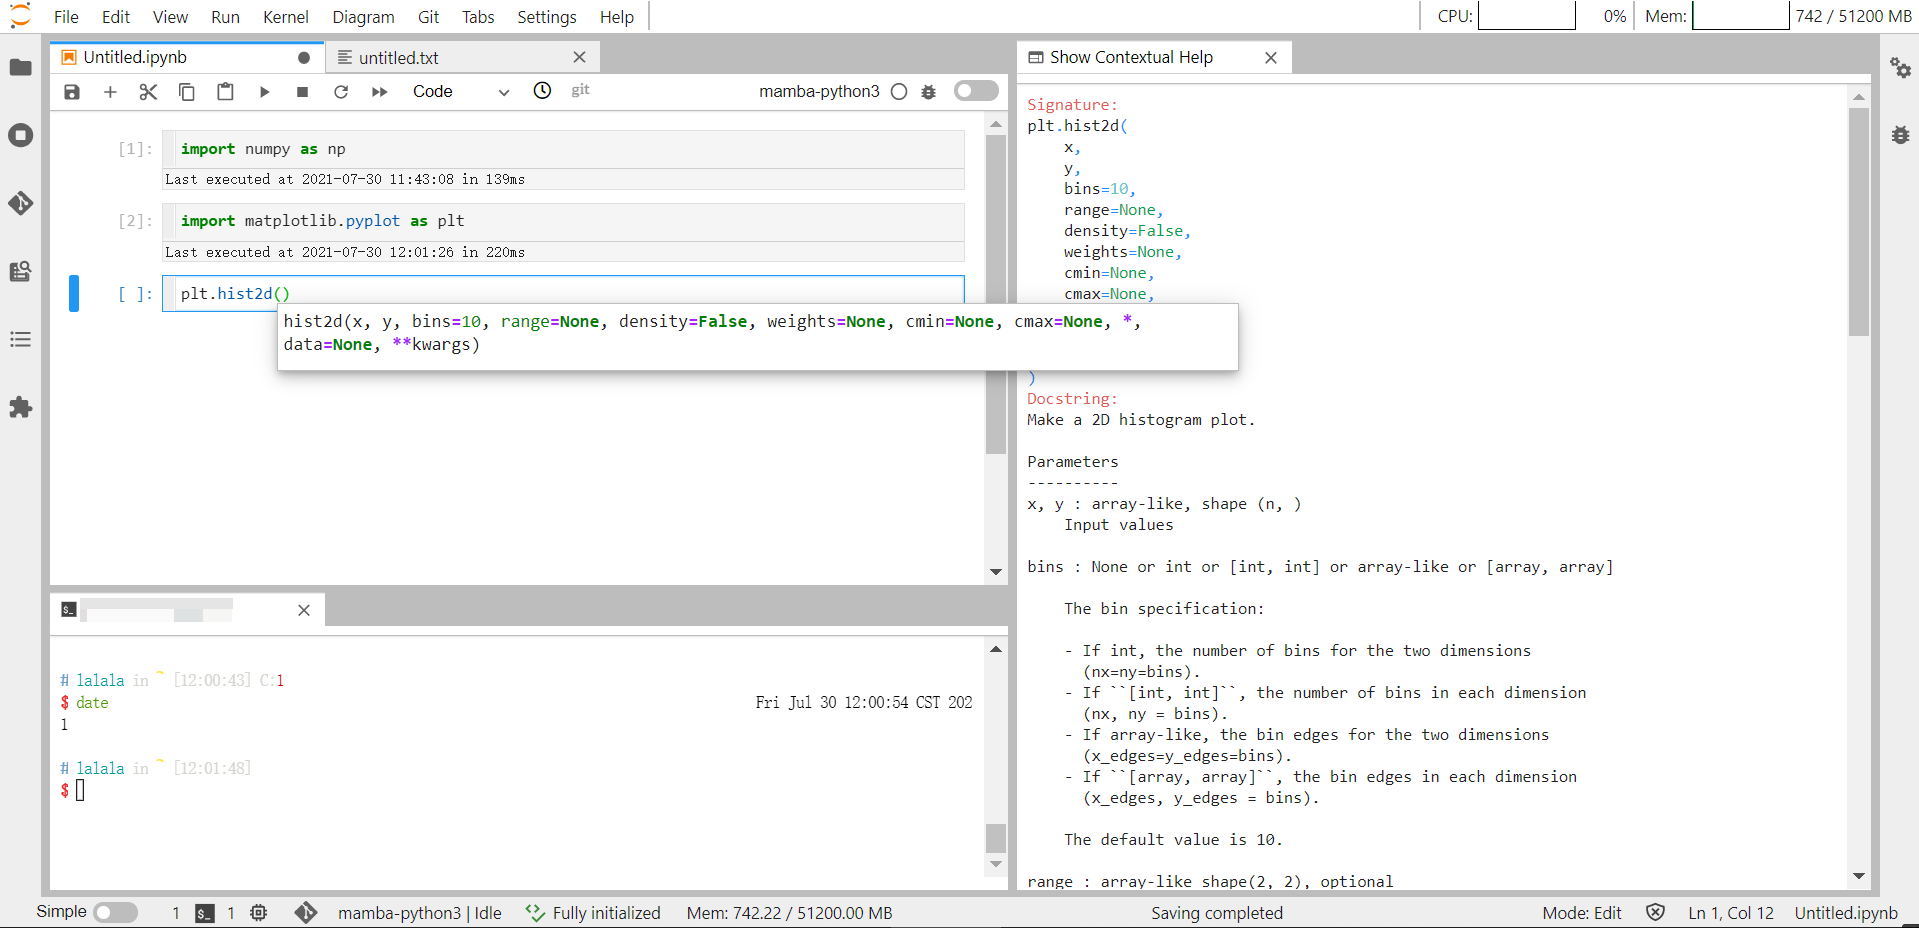 File Edit View Run Kernel Diagram Git Tabs Settings Help CPU: 0% Mem: 742 / 51200 MB
Untitled.ipynb
untitled.txt
Code
git
mamba-python3
[1]: import numpy as np
Last executed at 2021-07-30 11:43:08 in 139ms
[2]: import matplotlib.pyplot as plt
Last executed at 2021-07-30 12:01:26 in 220ms
[ ]: plt.hist2d()
hist2d(x, y, bins=10, range=None, density=False, weights=None, cmin=None, cmax=None, *,
data=None, **kwargs)
# lalala in ~ [12:00:43] C:1
$ date
Fri Jul 30 12:00:54 CST 202
1
# lalala in ~ [12:01:48]
$
Show Contextual Help
Signature:
plt.hist2d(
x,
y,
bins=10,
range=None,
density=False,
weights=None,
cmin=None,
cmax=None,
)
Docstring:
Make a 2D histogram plot.
Parameters
----------
x, y : array-like, shape (n, )
Input values
bins : None or int or [int, int] or array-like or [array, array]
The bin specification:
- If int, the number of bins for the two dimensions
(nx=ny=bins).
- If ``[int, int]``, the number of bins in each dimension
(nx, ny = bins).
- If array-like, the bin edges for the two dimensions
(x_edges=y_edges=bins).
- If ``[array, array]``, the bin edges in each dimension
(x_edges, y_edges = bins).
The default value is 10.
range : array-like shape(2, 2), optional
Simple 1 $_ 1 mamba-python3 | Idle Fully initialized Mem: 742.22 / 51200.00 MB Saving completed Mode: Edit Ln 1, Col 12 Untitled.ipynb